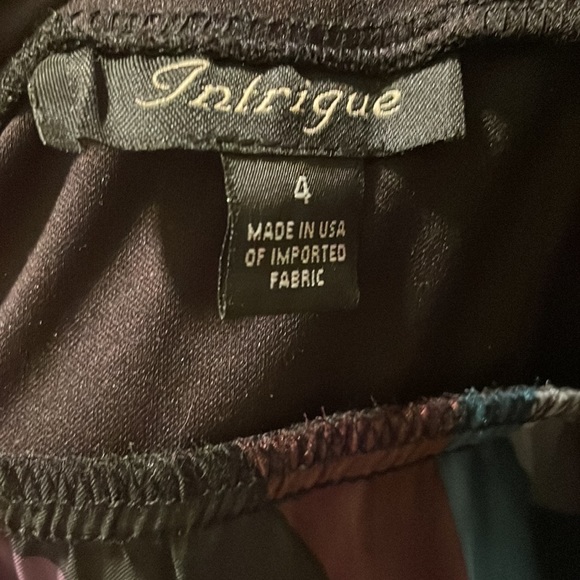 Intrigue
4
MADE IN USA
OF IMPORTED
FABRIC